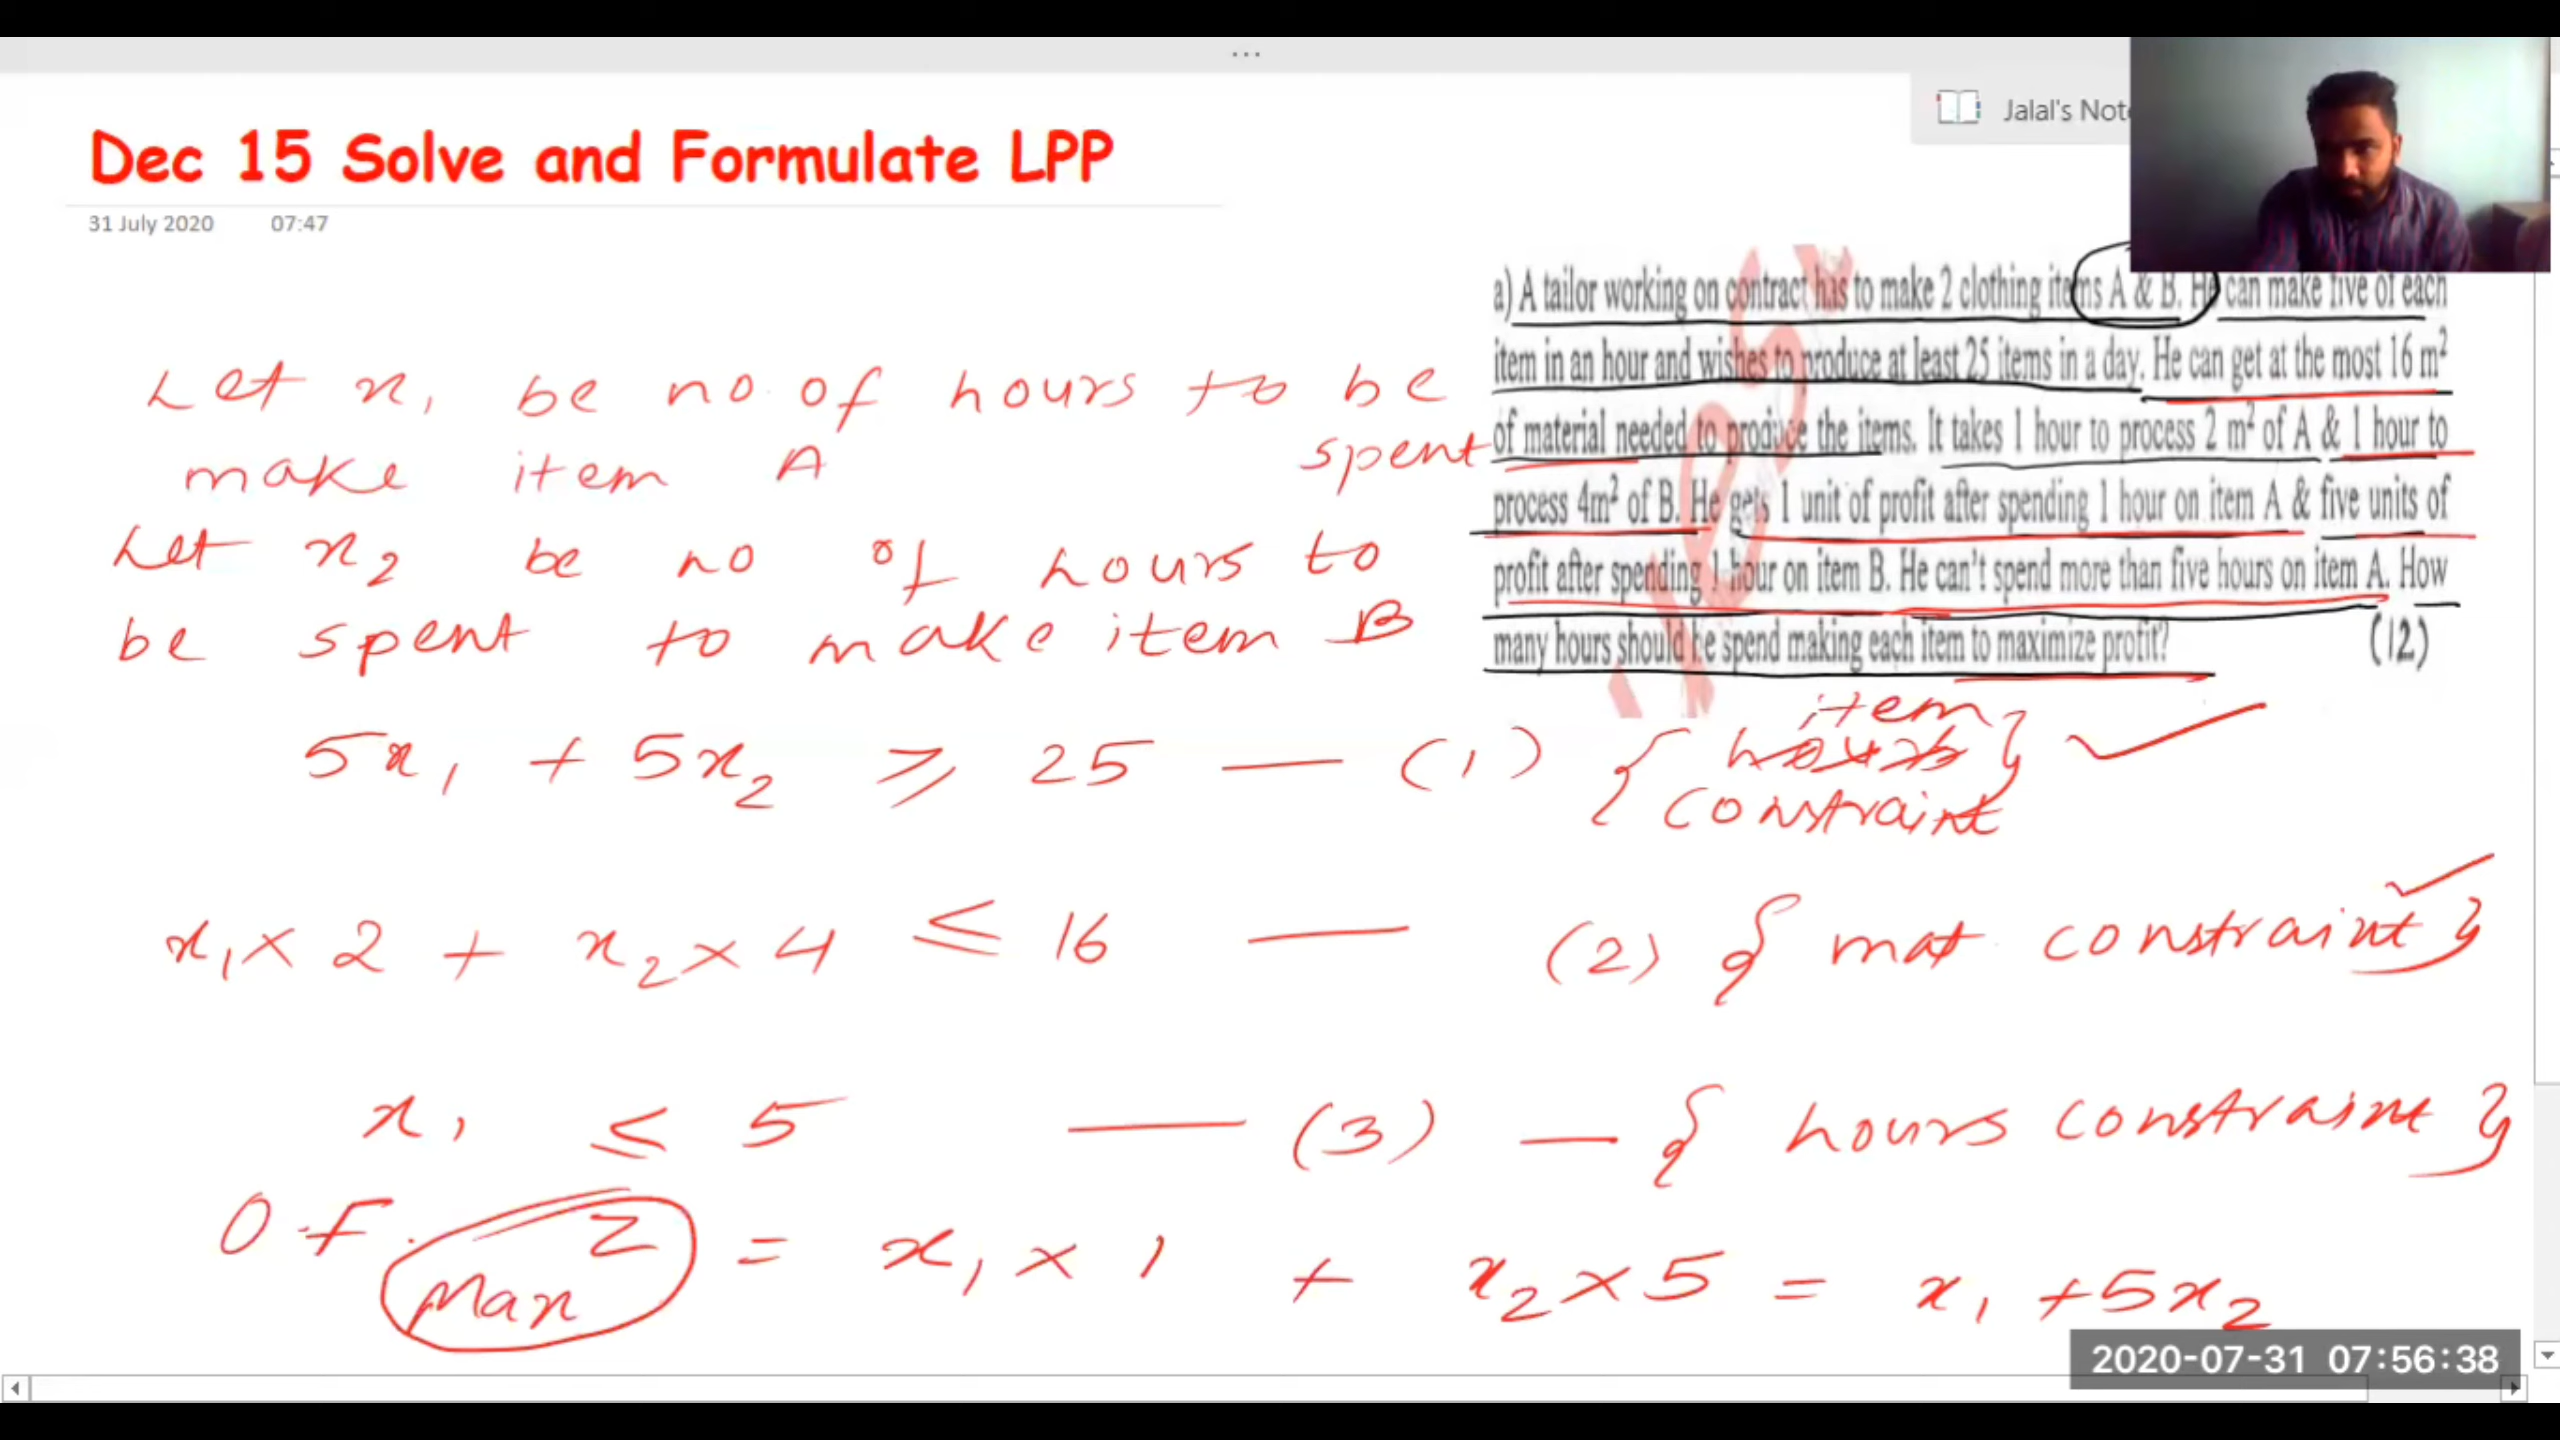 ...
Jalal's Not
Dec 15 Solve and Formulate LPP
31 July 2020 07:47
a) A tailor working on contract has to make 2 clothing items A & B. He can make five of each
item in an hour and wishes to produce at least 25 items in a day. He can get at the most 16 m²
of material needed to produce the items. It takes 1 hour to process 2 m² of A & 1 hour to
process 4m² of B. He gets 1 unit of profit after spending 1 hour on item A & five units of
profit after spending 1 hour on item B. He can't spend more than five hours on item A. How
many hours should be spend making each item to maximize profit? (12)
Let x₁ be no. of hours to be
spent
make item A
Let x₂ be no of hours to
be spent to make item B
5x₁ + 5x₂ ≥ 25 — (1) { item
hours }
constraint
x₁ × 2 + x₂ × 4 ≤ 16 — (2) { mat constraint }
x₁ ≤ 5 — (3) — { hours constraint }
O.F. Max Z = x₁ × 1 + x₂ × 5 = x₁ + 5x₂
2020-07-31 07:56:38